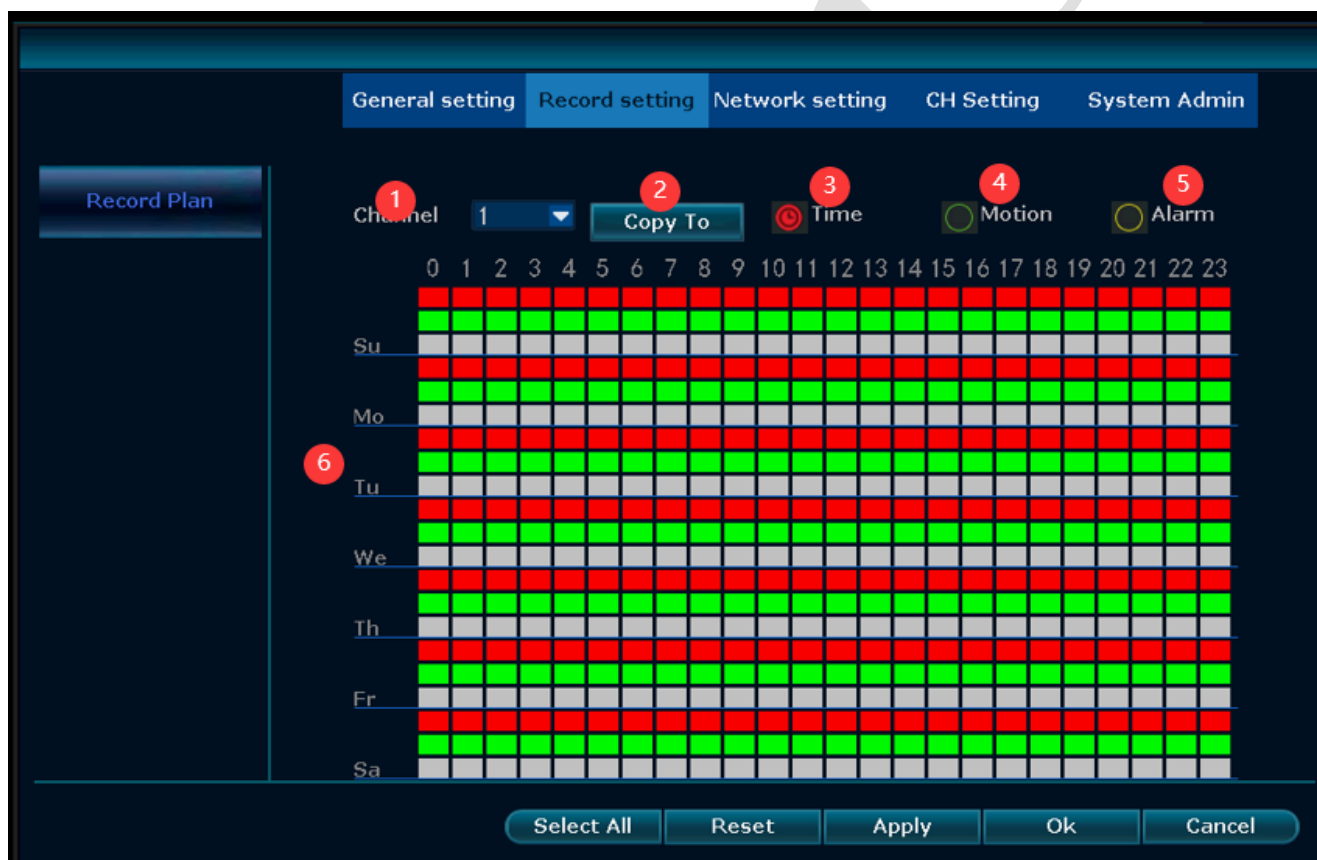 General setting Record setting Network setting CH Setting System Admin
3 4 5
1 2
Record Plan Channel 1 Copy To Time Motion Alarm
0 1 2 3 4 5 6 7 8 9 10 11 12 13 14 15 16 17 18 19 20 21 22 23
Su
Mo
6
Tu
We
Th
Fr
Sa
Select All Reset Apply Ok Cancel